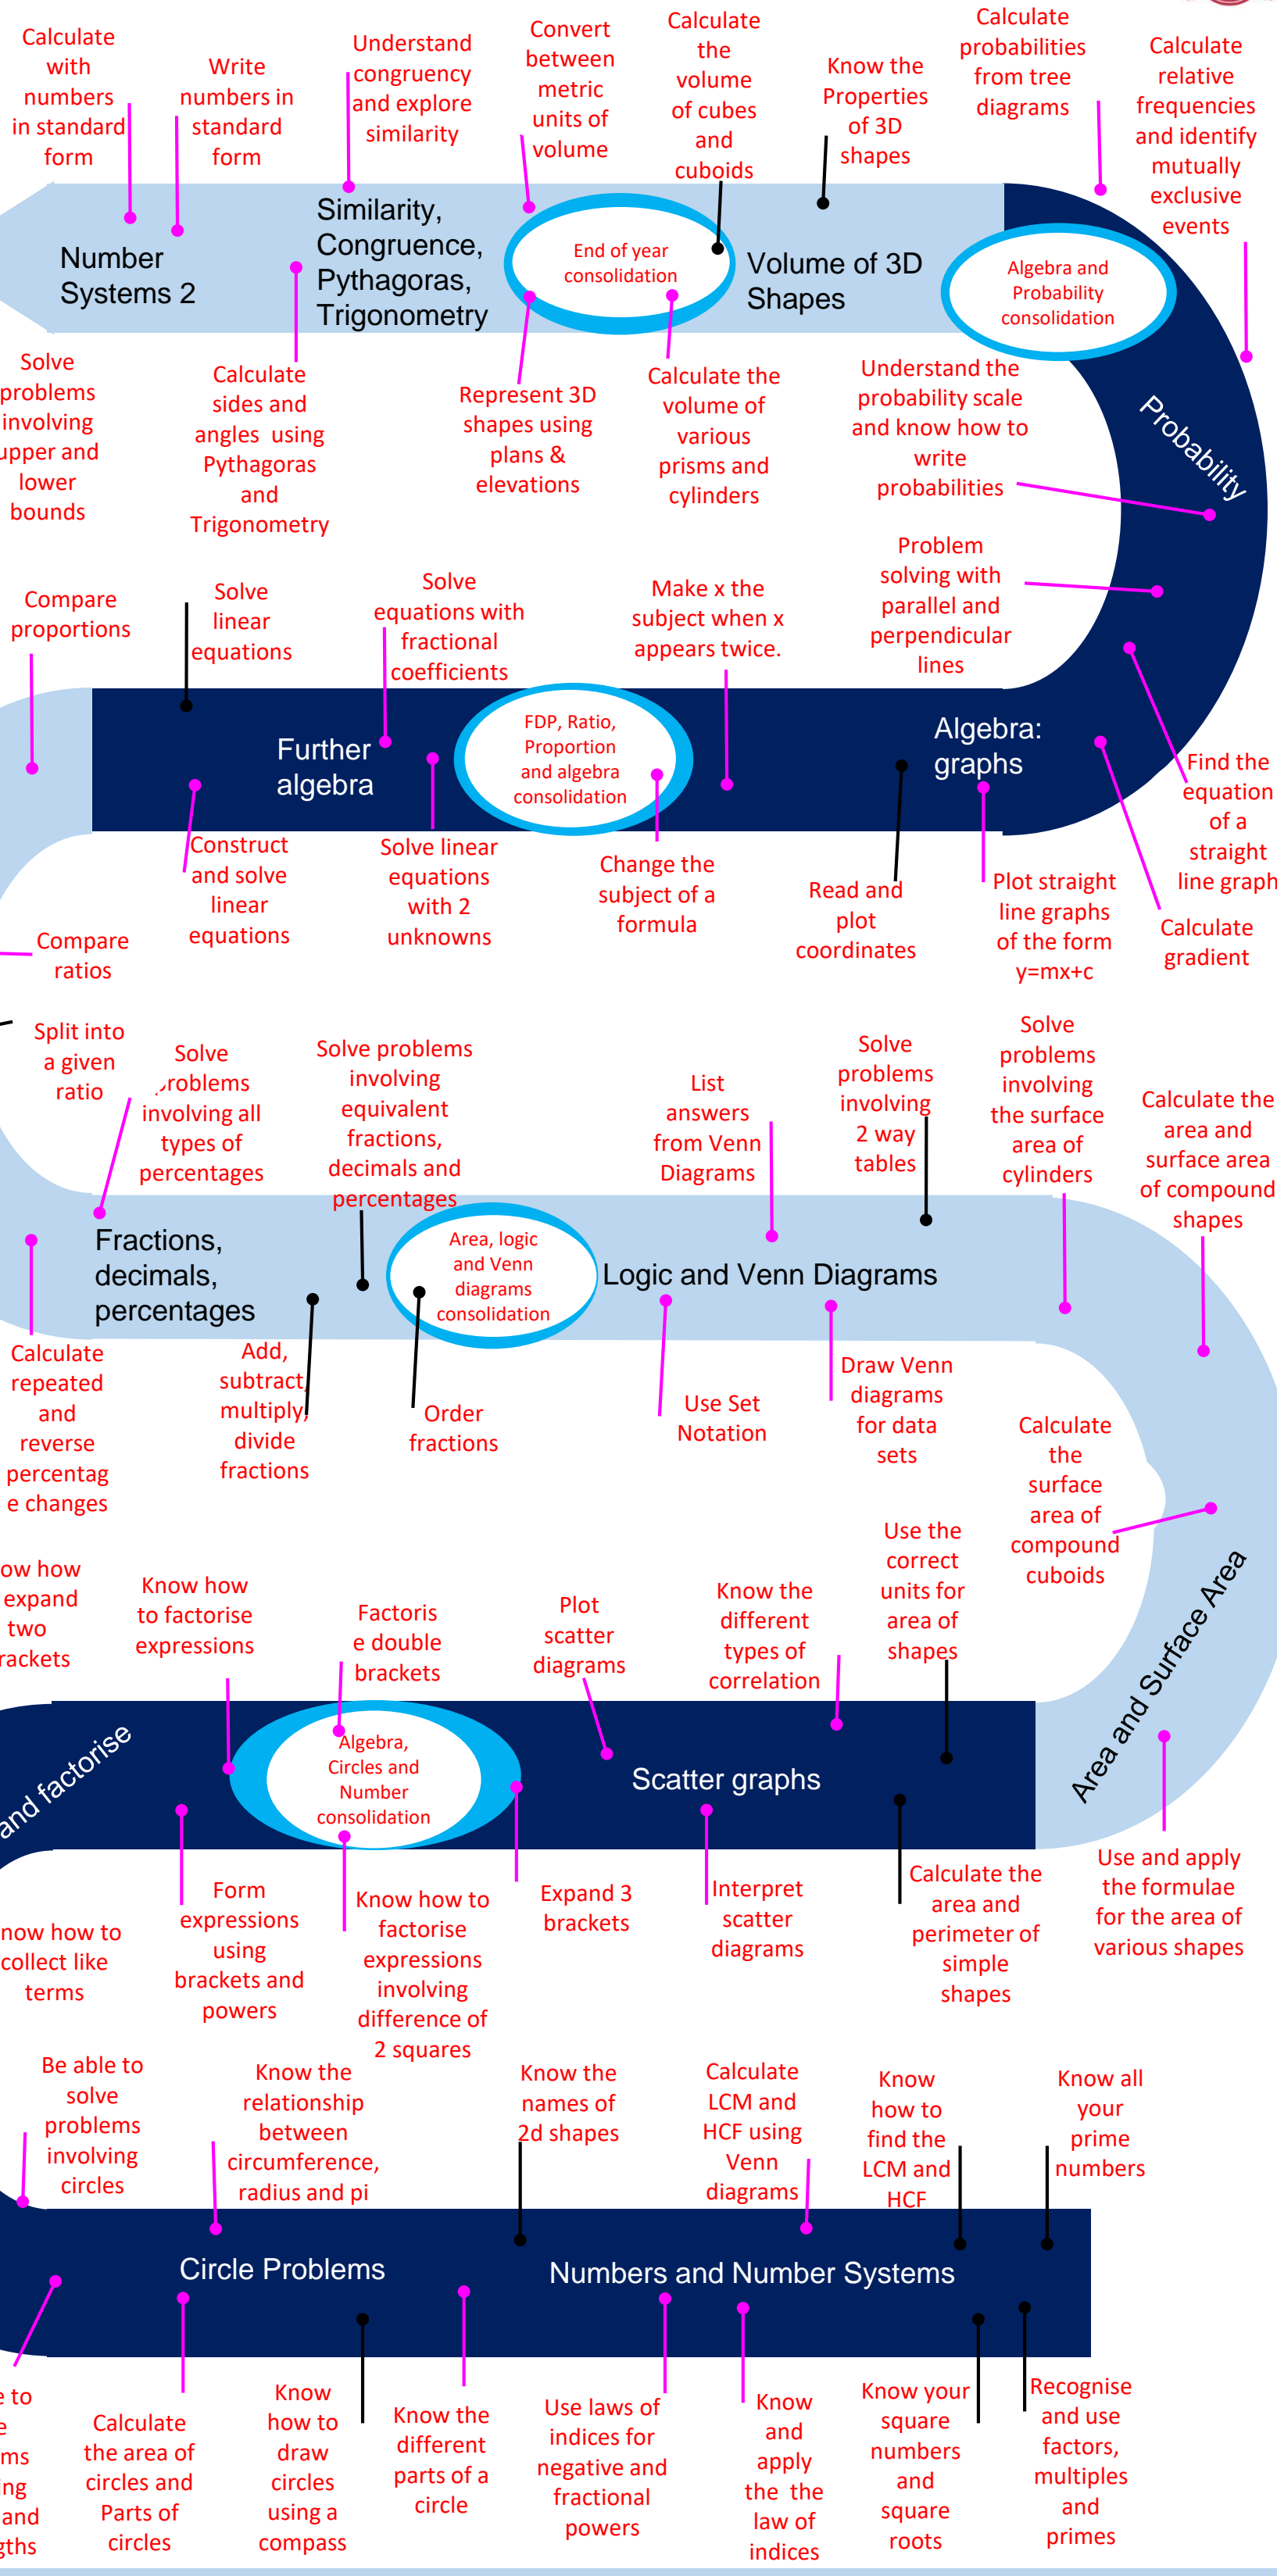 Calculate
with
numbers
in standard
form
Write
numbers in
standard
form
Understand
congruency
and explore
similarity
Convert
between
metric
units of
volume
Calculate
the
volume
of cubes
and
cuboids
Know the
Properties
of 3D
shapes
Calculate
probabilities
from tree
diagrams
Calculate
relative
frequencies
and identify
mutually
exclusive
events
Number
Systems 2
Similarity,
Congruence,
Pythagoras,
Trigonometry
End of year
consolidation
Volume of 3D
Shapes
Algebra and
Probability
consolidation
Probability
Solve
problems
involving
upper and
lower
bounds
Calculate
sides and
angles using
Pythagoras
and
Trigonometry
Represent 3D
shapes using
plans &
elevations
Calculate the
volume of
various
prisms and
cylinders
Understand the
probability scale
and know how to
write
probabilities
Problem
solving with
parallel and
perpendicular
lines
Compare
proportions
Solve
linear
equations
Solve
equations with
fractional
coefficients
Make x the
subject when x
appears twice.
Further
algebra
FDP, Ratio,
Proportion
and algebra
consolidation
Algebra:
graphs
Find the
equation
of a
straight
line graph
Construct
and solve
linear
equations
Solve linear
equations
with 2
unknowns
Change the
subject of a
formula
Read and
plot
coordinates
Plot straight
line graphs
of the form
y=mx+c
Calculate
gradient
Compare
ratios
Split into
a given
ratio
Solve
problems
involving all
types of
percentages
Solve problems
involving
equivalent
fractions,
decimals and
percentages
List
answers
from Venn
Diagrams
Solve
problems
involving
2 way
tables
Solve
problems
involving
the surface
area of
cylinders
Calculate the
area and
surface area
of compound
shapes
Fractions,
decimals,
percentages
Area, logic
and Venn
diagrams
consolidation
Logic and Venn Diagrams
Calculate
repeated
and
reverse
percentag
e changes
Add,
subtract,
multiply,
divide
fractions
Order
fractions
Use Set
Notation
Draw Venn
diagrams
for data
sets
Calculate
the
surface
area of
compound
cuboids
Area and Surface Area
ow how
expand
two
rackets
Know how
to factorise
expressions
Factoris
e double
brackets
Plot
scatter
diagrams
Know the
different
types of
correlation
Use the
correct
units for
area of
shapes
and factorise
Algebra,
Circles and
Number
consolidation
Scatter graphs
now how to
collect like
terms
Form
expressions
using
brackets and
powers
Know how to
factorise
expressions
involving
difference of
2 squares
Expand 3
brackets
Interpret
scatter
diagrams
Calculate the
area and
perimeter of
simple
shapes
Use and apply
the formulae
for the area of
various shapes
Be able to
solve
problems
involving
circles
Know the
relationship
between
circumference,
radius and pi
Know the
names of
2d shapes
Calculate
LCM and
HCF using
Venn
diagrams
Know
how to
find the
LCM and
HCF
Know all
your
prime
numbers
Circle Problems
Numbers and Number Systems
e to
e
ms
ing
and
gths
Calculate
the area of
circles and
Parts of
circles
Know
how to
draw
circles
using a
compass
Know the
different
parts of a
circle
Use laws of
indices for
negative and
fractional
powers
Know
and
apply
the the
law of
indices
Know your
square
numbers
and
square
roots
Recognise
and use
factors,
multiples
and
primes